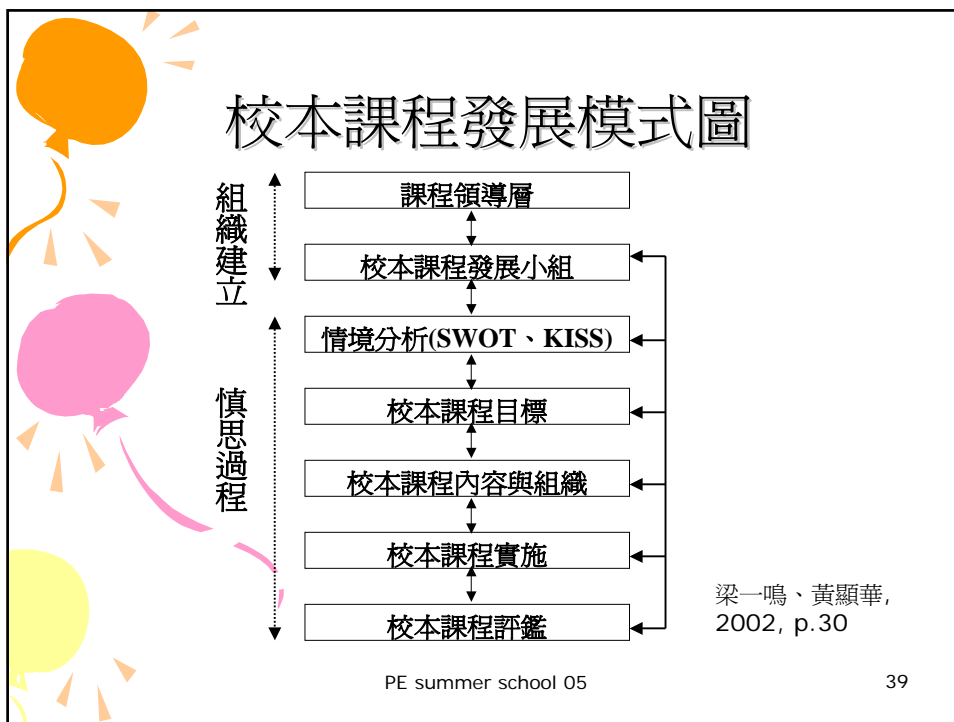 校本課程發展模式圖
組織建立
課程領導層
校本課程發展小組
慎思過程
情境分析(SWOT、KISS)
校本課程目標
校本課程內容與組織
校本課程實施
校本課程評鑑
梁一鳴、黃顯華,
2002, p.30
PE summer school 05
39